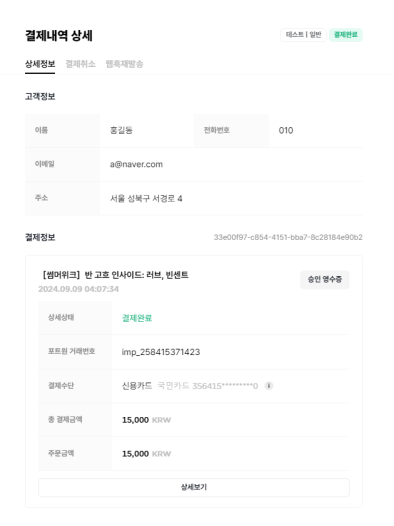 결제내역 상세
테스트 | 일반 결제완료
상세정보 결제취소 웹훅재발송
고객정보
이름 홍길동 전화번호 010
이메일 a@naver.com
주소 서울 성북구 서경로 4
결제정보 33e00f97-c854-4151-bba7-8c28184e90b2
[썸머위크] 반 고흐 인사이드: 러브, 빈센트 승인 영수증
2024.09.09 04:07:34
상세상태 결제완료
포트원 거래번호 imp_258415371423
결제수단 신용카드 국민카드 356415*********0
총 결제금액 15,000 KRW
주문금액 15,000 KRW
상세보기